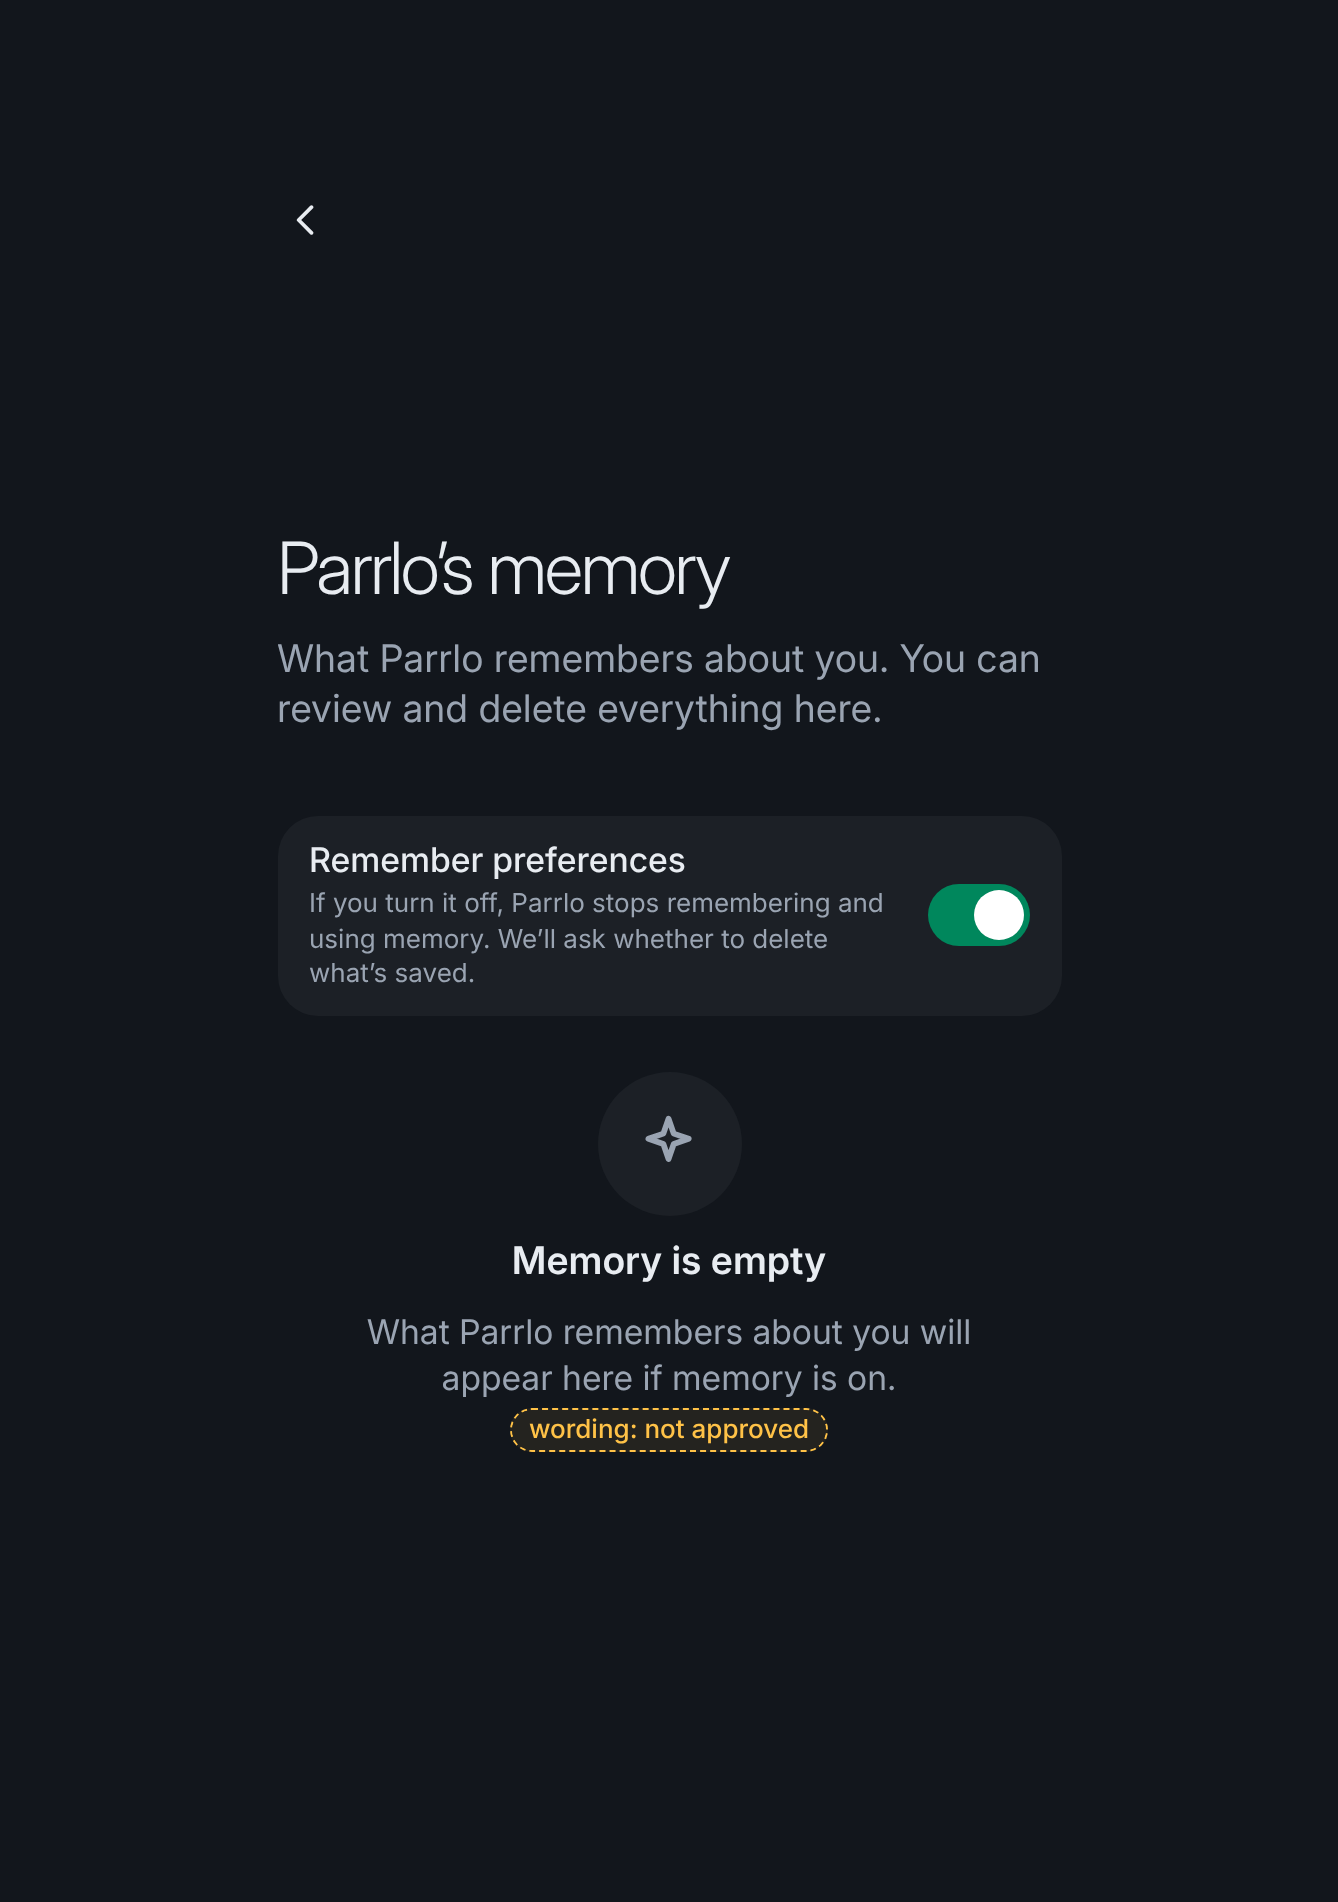 Parrlo’s memory
What Parrlo remembers about you. You can
review and delete everything here.
Remember preferences
If you turn it off, Parrlo stops remembering and
using memory. We’ll ask whether to delete
what’s saved.
Memory is empty
What Parrlo remembers about you will
appear here if memory is on.
wording: not approved